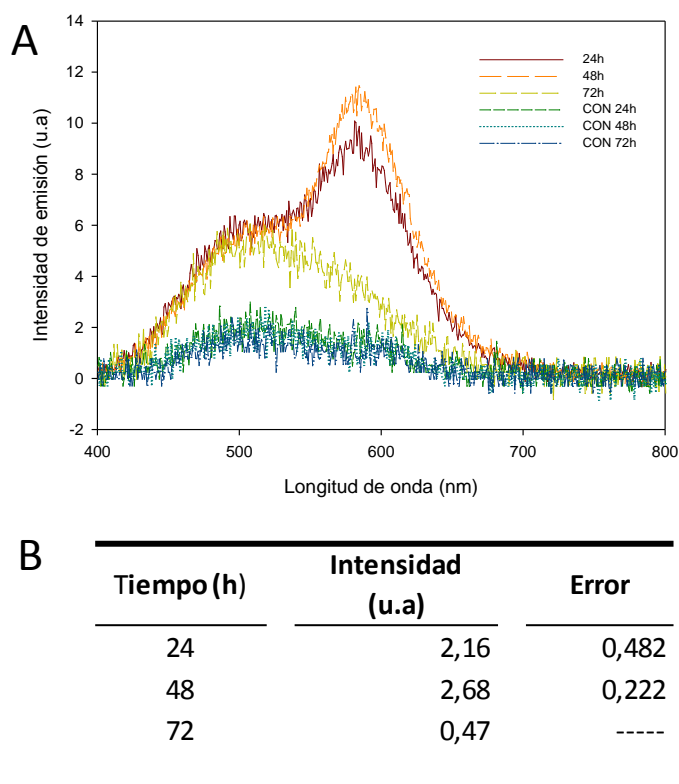 A
14
12
10
8
6
4
2
0
-2
Intensidad de emisión (u.a)
24h
48h
72h
CON 24h
CON 48h
CON 72h
400 500 600 700 800
Longitud de onda (nm)
B
Tiempo (h) Intensidad (u.a) Error
24 2,16 0,482
48 2,68 0,222
72 0,47 -----